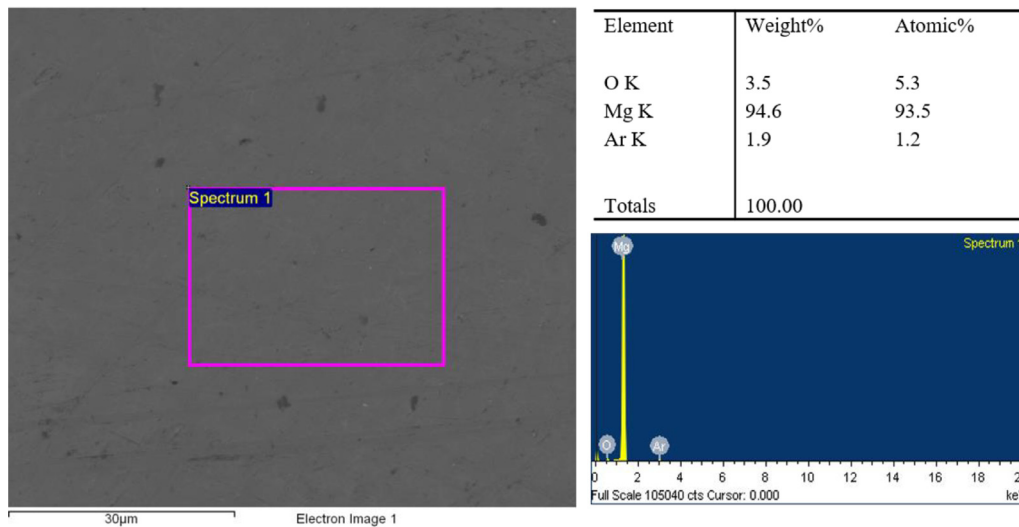 Spectrum 1
30µm Electron Image 1
Element Weight% Atomic%
O K 3.5 5.3
Mg K 94.6 93.5
Ar K 1.9 1.2
Totals 100.00
Spectrum 1
Mg
O Ar
0 2 4 6 8 10 12 14 16 18 2
Full Scale 105040 cts Cursor: 0.000 ke